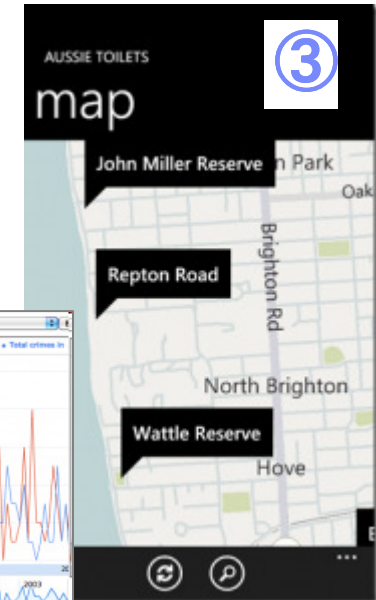 AUSSIE TOILETS
③
map
John Miller Reserve
n Park
Oak
Brighton Rd
Repton Road
Total crimes in
North Brighton
Wattle Reserve
Hove
20
2003